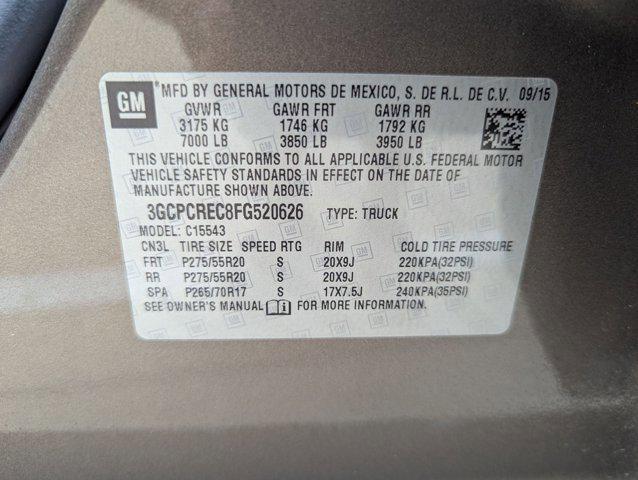 GM *MFD BY GENERAL MOTORS DE MEXICO, S. DE R.L. DE C.V. 09/15
GVWR GAWR FRT GAWR RR
3175 KG 1746 KG 1792 KG
7000 LB 3850 LB 3950 LB
THIS VEHICLE CONFORMS TO ALL APPLICABLE U.S. FEDERAL MOTOR
VEHICLE SAFETY STANDARDS IN EFFECT ON THE DATE OF
MANUFACTURE SHOWN ABOVE.
3GCPCREC8FG520626 TYPE: TRUCK
MODEL: C15543
CN3L TIRE SIZE SPEED RTG RIM COLD TIRE PRESSURE
FRT P275/55R20 S 20X9J 220KPA(32PSI)
RR P275/55R20 S 20X9J 220KPA(32PSI)
SPA P265/70R17 S 17X7.5J 240KPA(35PSI)
SEE OWNER'S MANUAL i FOR MORE INFORMATION.